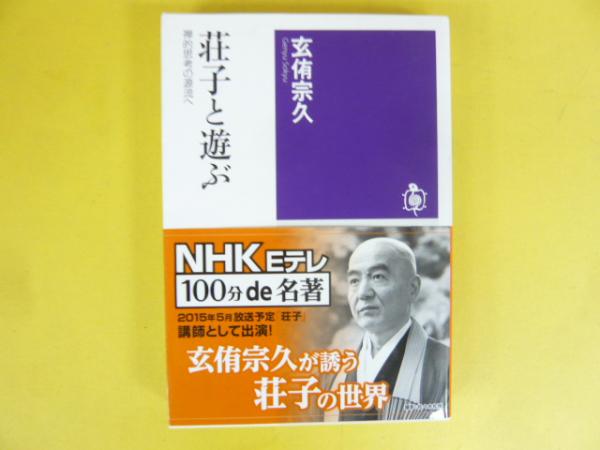 荘子と遊ぶ
禅的思考の源流へ
玄侑宗久
Genyu Sokyu
NHK Eテレ
100分de名著
2015年5月放送予定「荘子」
講師として出演!
玄侑宗久が誘う
荘子の世界